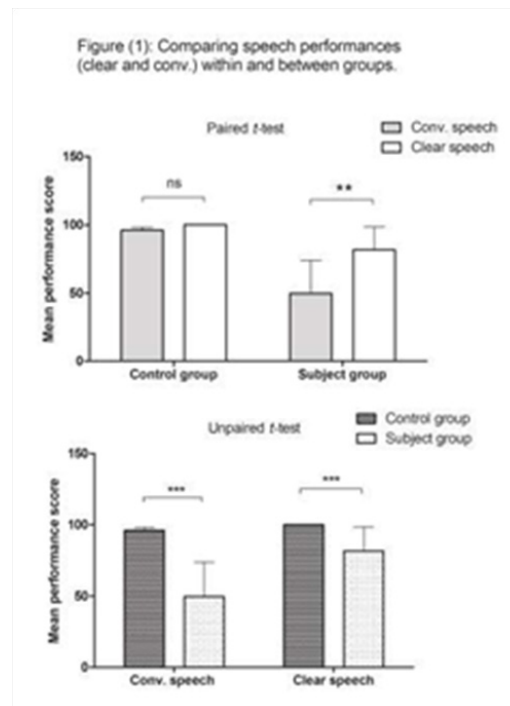 Figure (1): Comparing speech performances
(clear and conv.) within and between groups.
Paired t-test
Conv. speech
Clear speech
Mean performance score
150
100
50
0
ns
**
Control group
Subject group
Unpaired t-test
Control group
Subject group
Mean performance score
150
100
50
0
***
***
Conv. speech
Clear speech